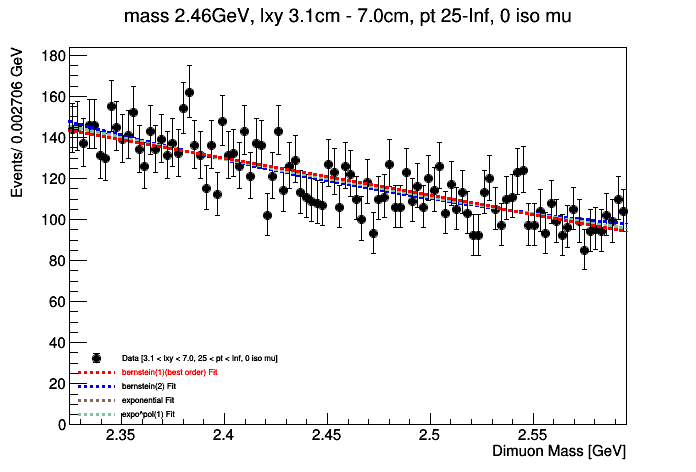 mass 2.46GeV, lxy 3.1cm - 7.0cm, pt 25-Inf, 0 iso mu
Events/ 0.002706 GeV
180
160
140
120
100
80
60
40
20
0
Data [3.1 < lxy < 7.0, 25 < pt < Inf, 0 iso mu]
bernstein(1)(best order) Fit
bernstein(2) Fit
exponential Fit
expo*pol(1) Fit
2.35 2.4 2.45 2.5 2.55
Dimuon Mass [GeV]